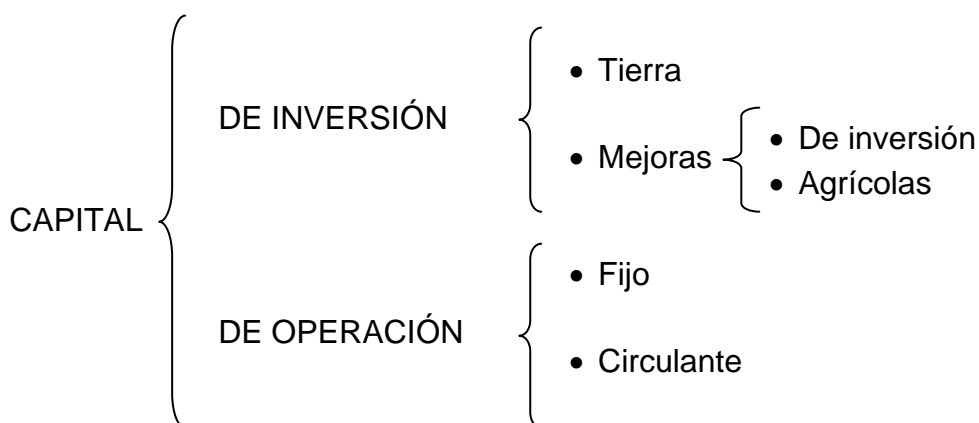 CAPITAL
DE INVERSIÓN
• Tierra
• Mejoras
• De inversión
• Agrícolas
DE OPERACIÓN
• Fijo
• Circulante